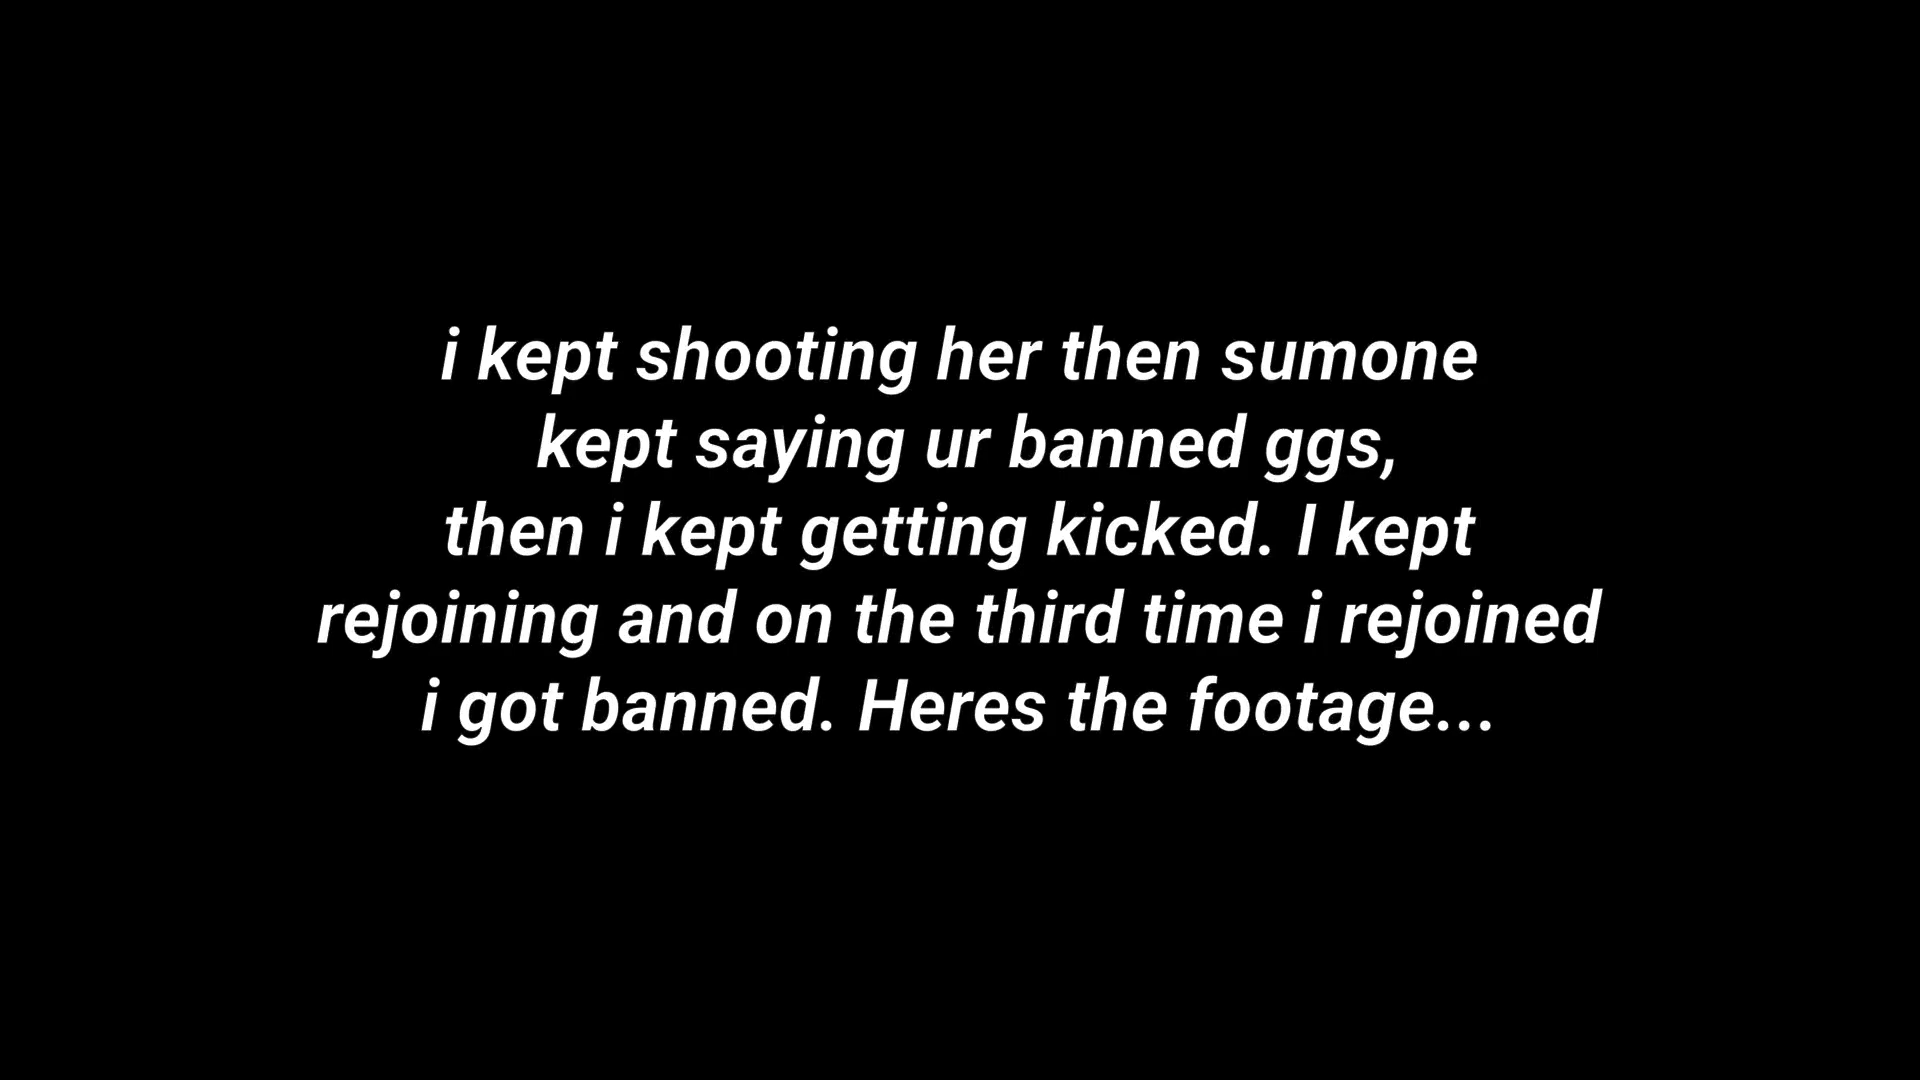 i kept shooting her then sumone
kept saying ur banned ggs,
then i kept getting kicked. I kept
rejoining and on the third time i rejoined
i got banned. Heres the footage...